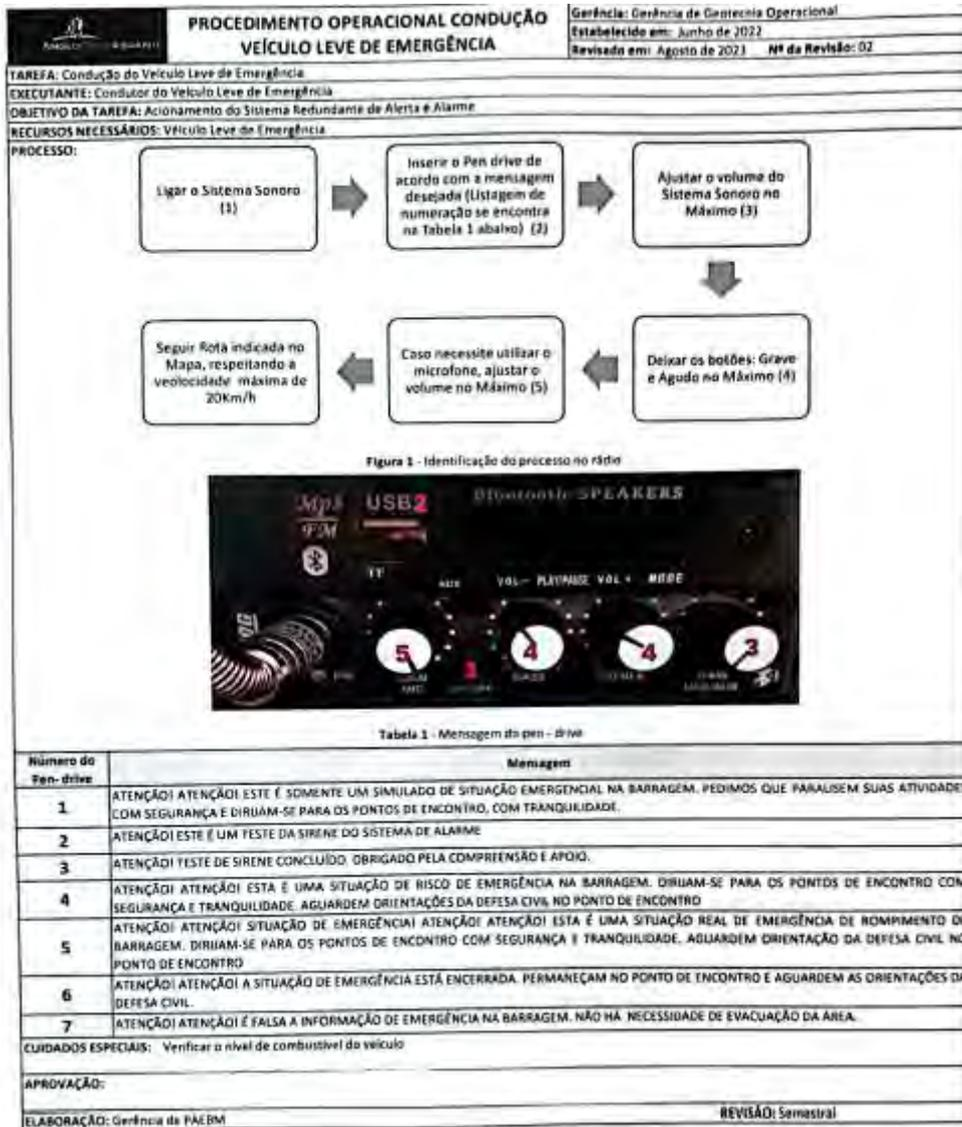 PROCEDIMENTO OPERACIONAL CONDUÇÃO
VEÍCULO LEVE DE EMERGÊNCIA
Gerência: Gerência de Geotecnia Operacional
Estabelecido em: Junho de 2022
Revisado em: Agosto de 2023 Nº da Revisão: 02
TAREFA: Condução do Veículo Leve de Emergência
EXECUTANTE: Condutor do Veículo Leve de Emergência
OBJETIVO DA TAREFA: Acionamento do Sistema Redundante de Alerta e Alarme
RECURSOS NECESSÁRIOS: Veículo Leve de Emergência
PROCESSO:
Ligar o Sistema Sonoro
(1)
Inserir o Pen drive de
acordo com a mensagem
desejada (Listagem de
numeração se encontra
na Tabela 1 abaixo) (2)
Ajustar o volume do
Sistema Sonoro no
Máximo (3)
Deixar os botões: Grave
e Agudo no Máximo (4)
Caso necessite utilizar o
microfone, ajustar o
volume no Máximo (5)
Seguir Rota indicada no
Mapa, respeitando a
veolocidade máxima de
20Km/h
Figura 1 - Identificação do processo no rádio
Mp3
FM
USB 2
SPEAKERS
TF
AUX VOL- PLAY/PAUSE VOL+ MODE
5 1 4 4 3
Tabela 1 - Mensagem do pen - drive
Número do
Pen- drive
Mensagem
1
ATENÇÃO! ATENÇÃO! ESTE É SOMENTE UM SIMULADO DE SITUAÇÃO EMERGENCIAL NA BARRAGEM. PEDIMOS QUE PARALISEM SUAS ATIVIDADES
COM SEGURANÇA E DIRIJAM-SE PARA OS PONTOS DE ENCONTRO, COM TRANQUILIDADE.
2
ATENÇÃO! ESTE É UM TESTE DA SIRENE DO SISTEMA DE ALARME
3
ATENÇÃO! TESTE DE SIRENE CONCLUÍDO. OBRIGADO PELA COMPREENSÃO E APOIO.
4
ATENÇÃO! ATENÇÃO! ESTA É UMA SITUAÇÃO DE RISCO DE EMERGÊNCIA NA BARRAGEM. DIRIJAM-SE PARA OS PONTOS DE ENCONTRO COM
SEGURANÇA E TRANQUILIDADE. AGUARDEM ORIENTAÇÕES DA DEFESA CIVIL NO PONTO DE ENCONTRO
5
ATENÇÃO! ATENÇÃO! SITUAÇÃO DE EMERGÊNCIA! ATENÇÃO! ATENÇÃO! ESTA É UMA SITUAÇÃO REAL DE EMERGÊNCIA DE ROMPIMENTO DE
BARRAGEM. DIRIJAM-SE PARA OS PONTOS DE ENCONTRO COM SEGURANÇA E TRANQUILIDADE. AGUARDEM ORIENTAÇÃO DA DEFESA CIVIL NO
PONTO DE ENCONTRO
6
ATENÇÃO! ATENÇÃO! A SITUAÇÃO DE EMERGÊNCIA ESTÁ ENCERRADA. PERMANEÇAM NO PONTO DE ENCONTRO E AGUARDEM AS ORIENTAÇÕES DA
DEFESA CIVIL.
7
ATENÇÃO! ATENÇÃO! É FALSA A INFORMAÇÃO DE EMERGÊNCIA NA BARRAGEM. NÃO HÁ NECESSIDADE DE EVACUAÇÃO DA ÁREA.
CUIDADOS ESPECIAIS: Verificar o nível de combustível do veículo
APROVAÇÃO:
ELABORAÇÃO: Gerência de PAEBM
REVISÃO: Semestral